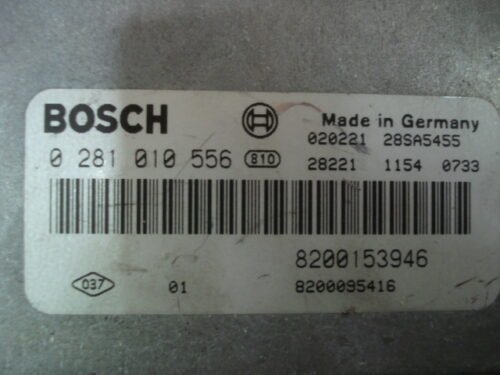 BOSCH
Made in Germany
020221 28SA5455
0 281 010 556 810
28221 1154 0733
8200153946
037 01 8200095416